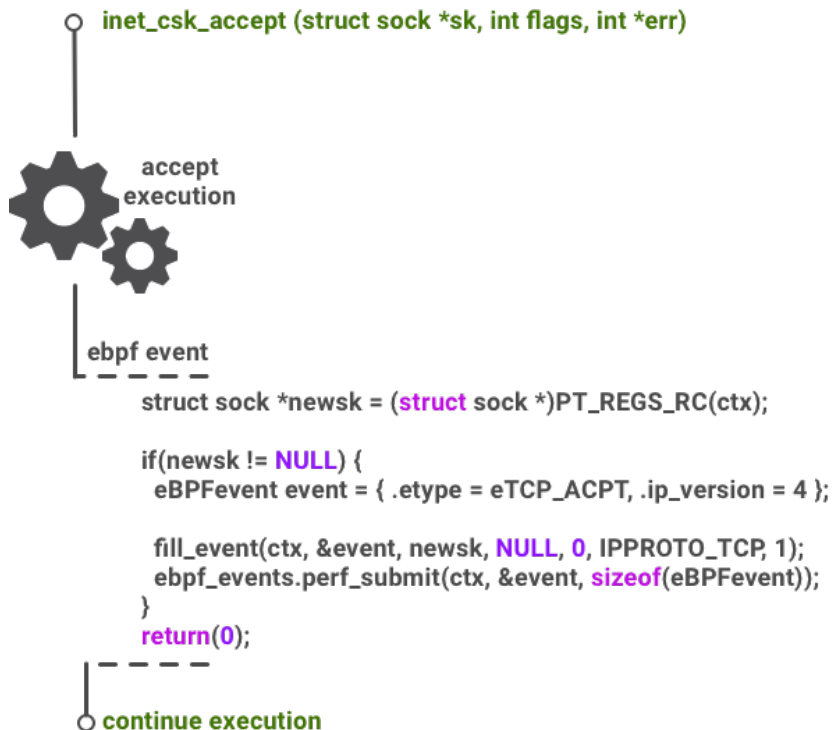 inet_csk_accept (struct sock *sk, int flags, int *err)
accept
execution
ebpf event
struct sock *newsk = (struct sock *)PT_REGS_RC(ctx);
if(newsk != NULL) {
eBPFevent event = { .etype = eTCP_ACPT, .ip_version = 4 };
fill_event(ctx, &event, newsk, NULL, 0, IPPROTO_TCP, 1);
ebpf_events.perf_submit(ctx, &event, sizeof(eBPFevent));
}
return(0);
continue execution